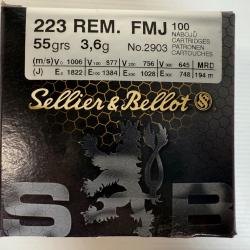 223 REM. FMJ 100
55grs 3,6g No.2903 NÁBOJŮ
CARTRIDGES
PATRONEN
CARTOUCHES
(m/s) V0 1006 V100 877 V200 756 V300 645 MRD
(J) E0 1822 E100 1384 E200 1028 E300 748 194 m
Sellier & Bellot
S B